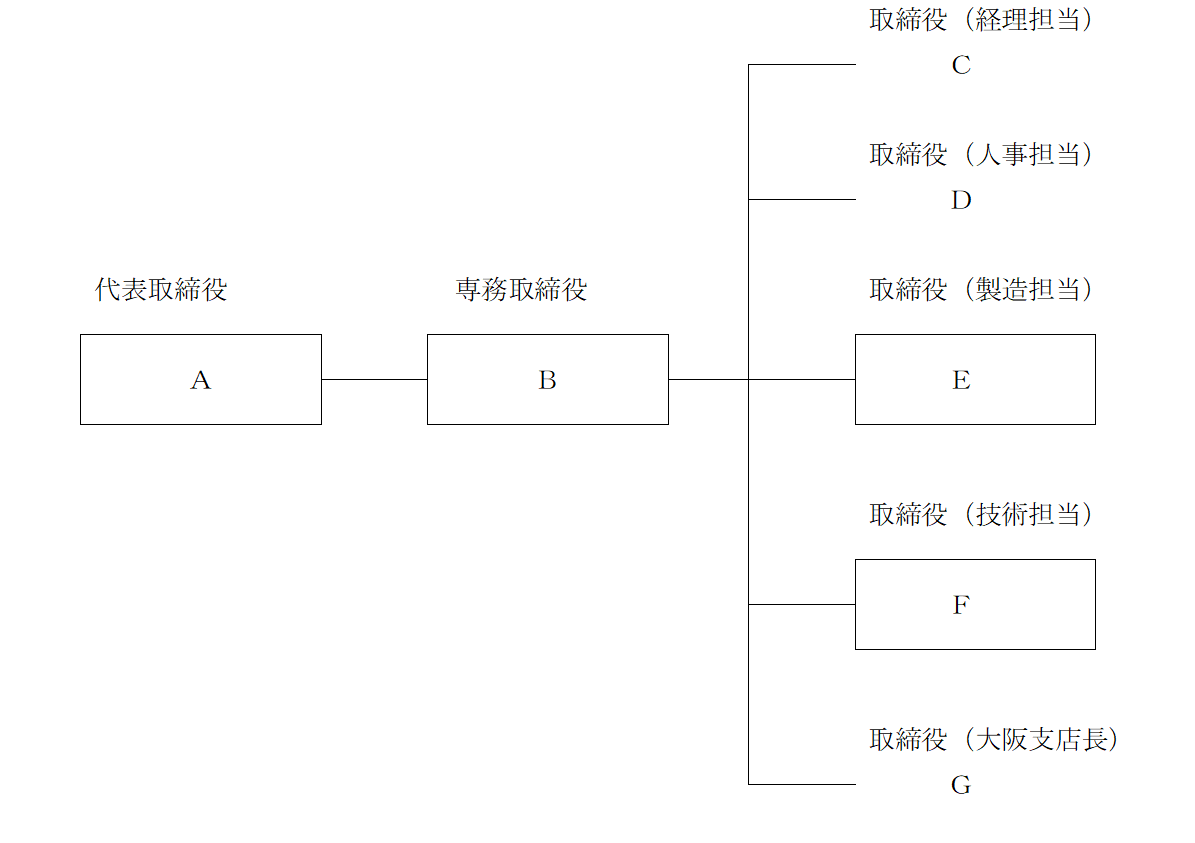 代表取締役
A
専務取締役
B
取締役（経理担当）
C
取締役（人事担当）
D
取締役（製造担当）
E
取締役（技術担当）
F
取締役（大阪支店長）
G